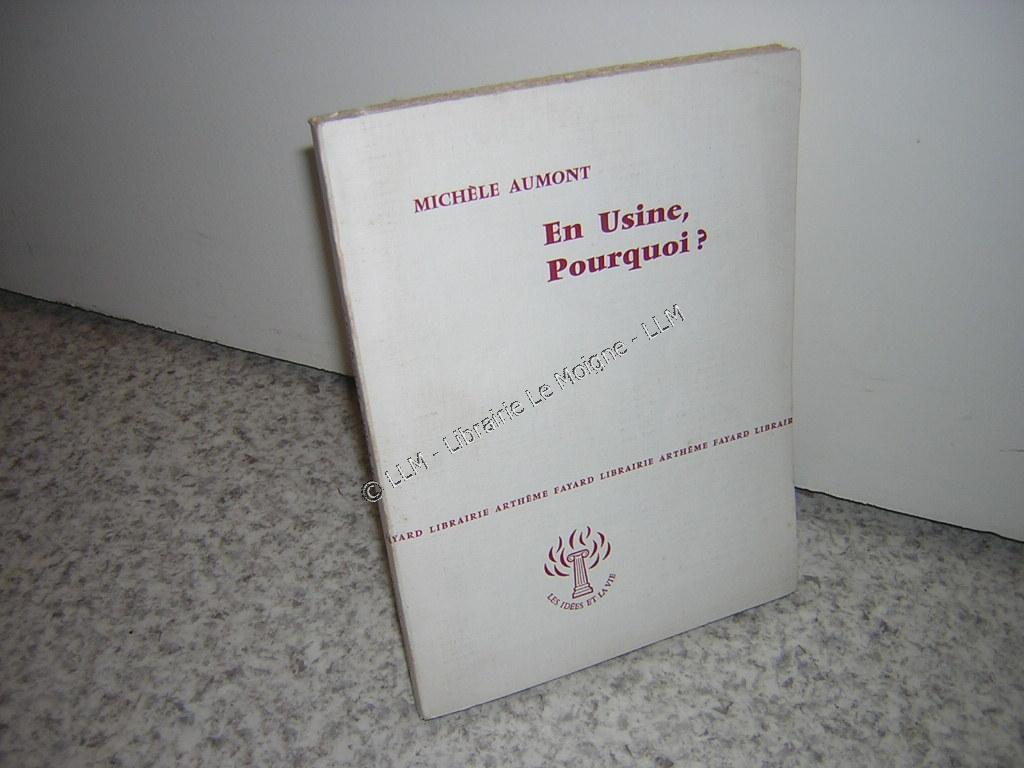 MICHÈLE AUMONT
En Usine,
Pourquoi ?
© LLM - Librairie Le Moigne - LLM
YARD LIBRAIRIE ARTHÈME FAYARD LIBRAIRIE ARTHÈME FAYARD LIBRAIR
LES IDÉES ET LA VIE